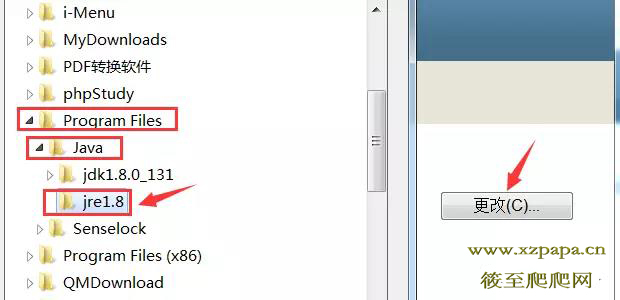 i-Menu
MyDownloads
PDF转换软件
phpStudy
Program Files
Java
jdk1.8.0_131
jre1.8
Senselock
Program Files (x86)
QMDownload
更改(C)...
www.xzpapa.cn
筱至爬爬网